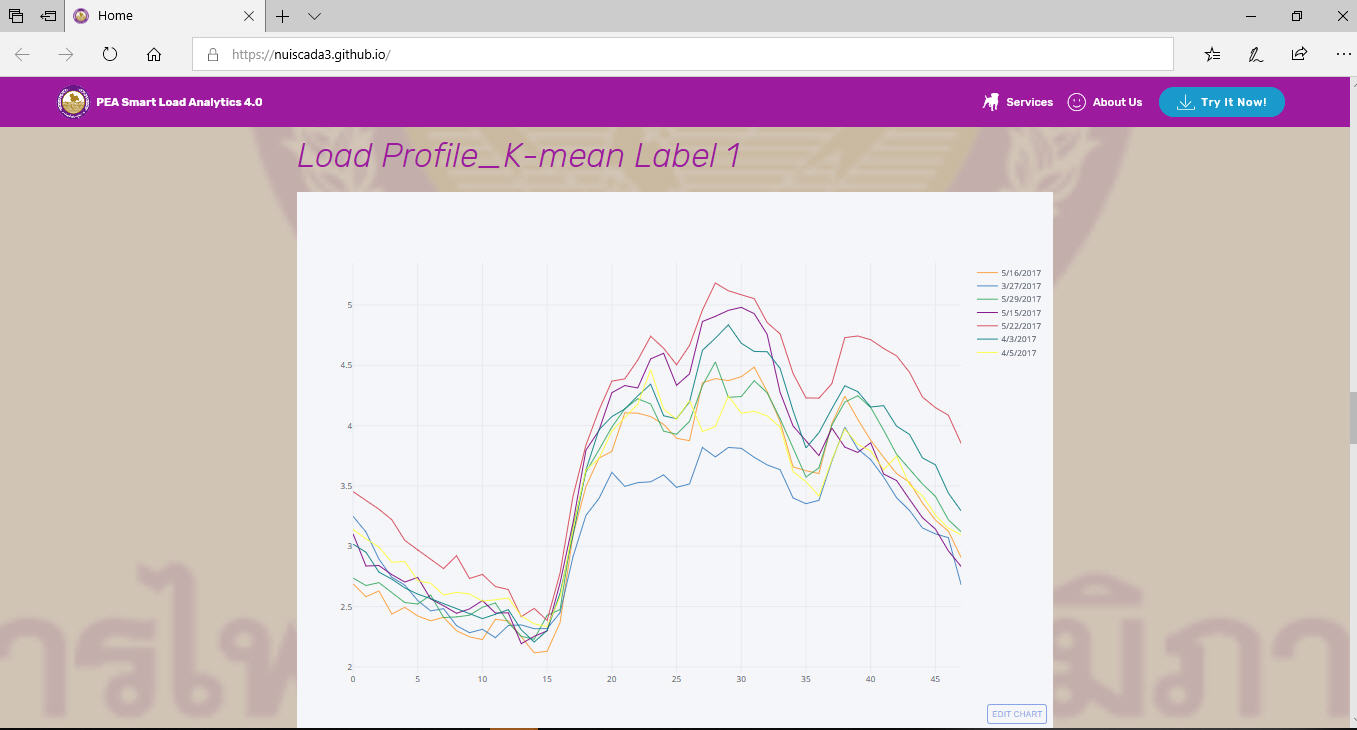 Home
https://nuiscada3.github.io/
PEA Smart Load Analytics 4.0
Services
About Us
Try It Now!
Load Profile_K-mean Label 1
5/16/2017
3/27/2017
5/29/2017
5/15/2017
5/22/2017
4/3/2017
4/5/2017
5
4.5
4
3.5
3
2.5
2
0 5 10 15 20 25 30 35 40 45
EDIT CHART